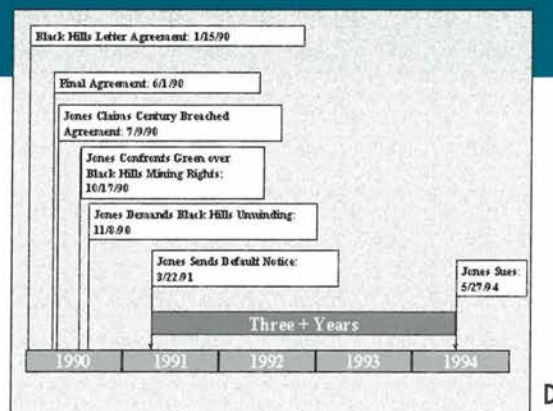 Black Hills Letter Agreement: 1/15/90
Final Agreement: 6/1/90
Jones Claims Century Breached
Agreement: 7/9/90
Jones Confronts Green over
Black Hills Mining Rights:
10/17/90
Jones Demands Black Hills Unwinding:
11/8/90
Jones Sends Default Notice:
3/22/91
Jones Sues:
5/27/94
Three + Years
1990 1991 1992 1993 1994
D